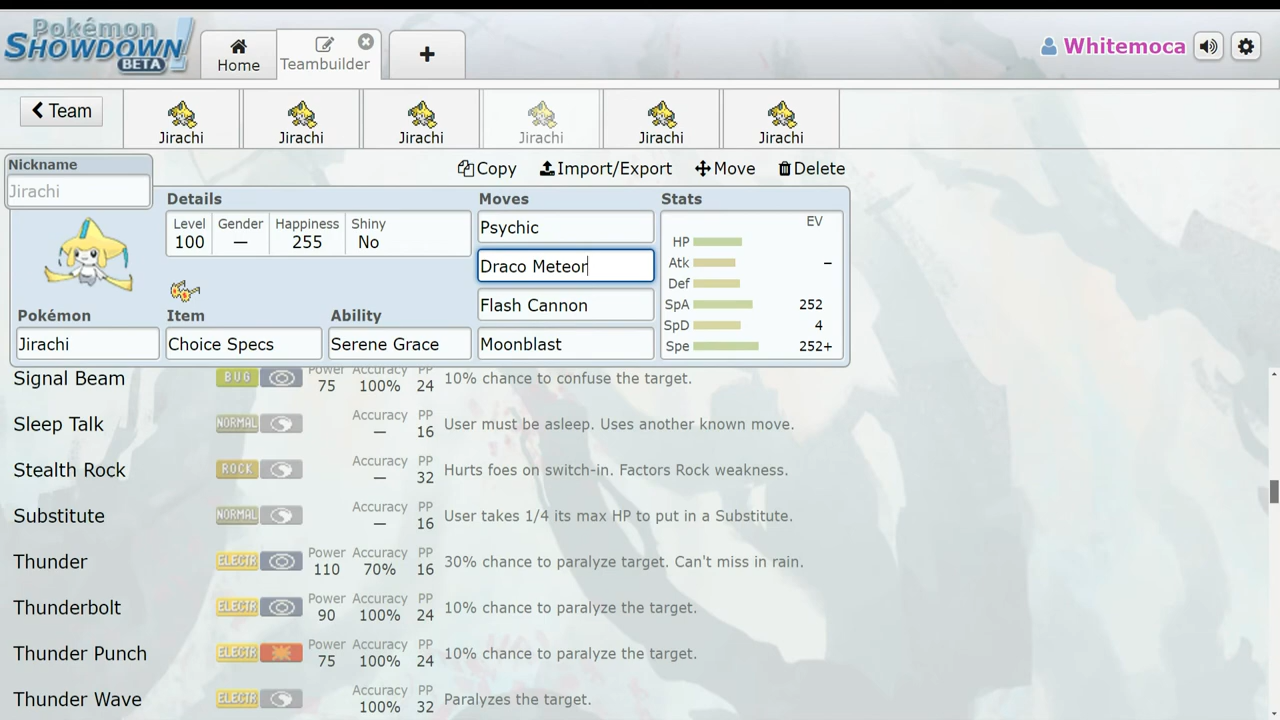 Pokémon
SHOWDOWN!
BETA
Home
Teambuilder
Whitemoca
Team
Jirachi
Jirachi
Jirachi
Jirachi
Jirachi
Jirachi
Nickname
Jirachi
Copy
Import/Export
Move
Delete
Details
Level
100
Gender
—
Happiness
255
Shiny
No
Pokémon
Jirachi
Item
Choice Specs
Ability
Serene Grace
Moves
Psychic
Draco Meteor
Flash Cannon
Moonblast
Stats
EV
HP
Atk –
Def
SpA 252
SpD 4
Spe 252+
Signal Beam BUG Power 75 Accuracy 100% PP 24 10% chance to confuse the target.
Sleep Talk NORMAL Accuracy — PP 16 User must be asleep. Uses another known move.
Stealth Rock ROCK Accuracy — PP 32 Hurts foes on switch-in. Factors Rock weakness.
Substitute NORMAL Accuracy — PP 16 User takes 1/4 its max HP to put in a Substitute.
Thunder ELECTR Power 110 Accuracy 70% PP 16 30% chance to paralyze target. Can't miss in rain.
Thunderbolt ELECTR Power 90 Accuracy 100% PP 24 10% chance to paralyze the target.
Thunder Punch ELECTR Power 75 Accuracy 100% PP 24 10% chance to paralyze the target.
Thunder Wave ELECTR Accuracy 100% PP 32 Paralyzes the target.